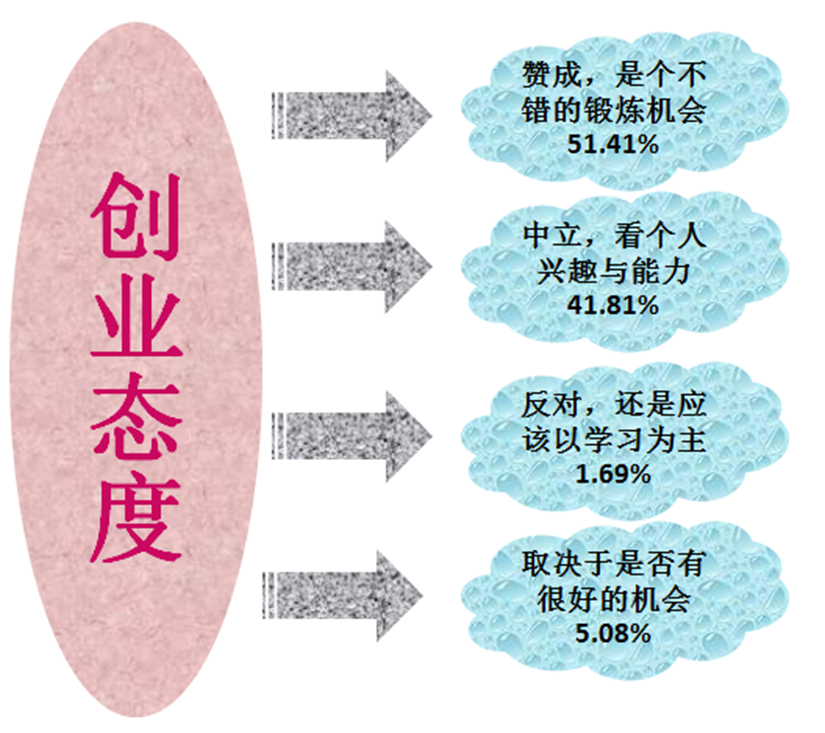 创业态度
赞成，是个不
错的锻炼机会
51.41%
中立，看个人
兴趣与能力
41.81%
反对，还是应
该以学习为主
1.69%
取决于是否有
很好的机会
5.08%